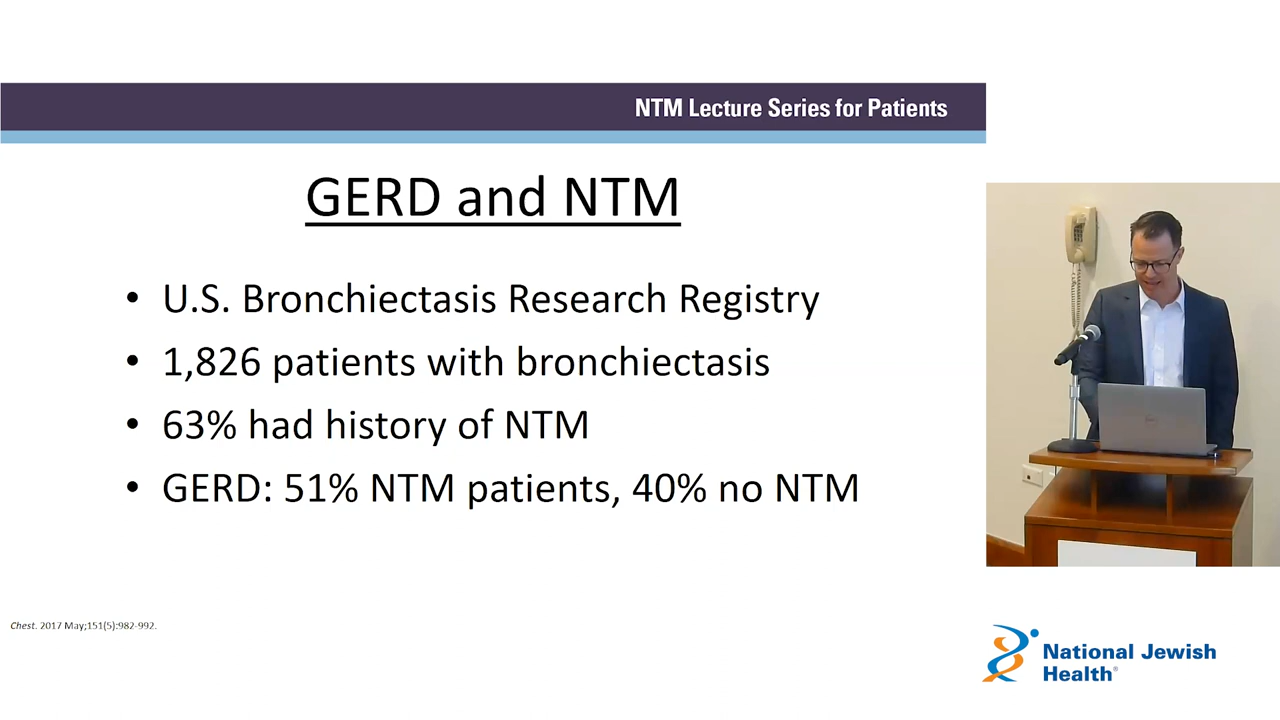 NTM Lecture Series for Patients
GERD and NTM
• U.S. Bronchiectasis Research Registry
• 1,826 patients with bronchiectasis
• 63% had history of NTM
• GERD: 51% NTM patients, 40% no NTM
Chest. 2017 May;151(5):982-992.
National Jewish
Health®